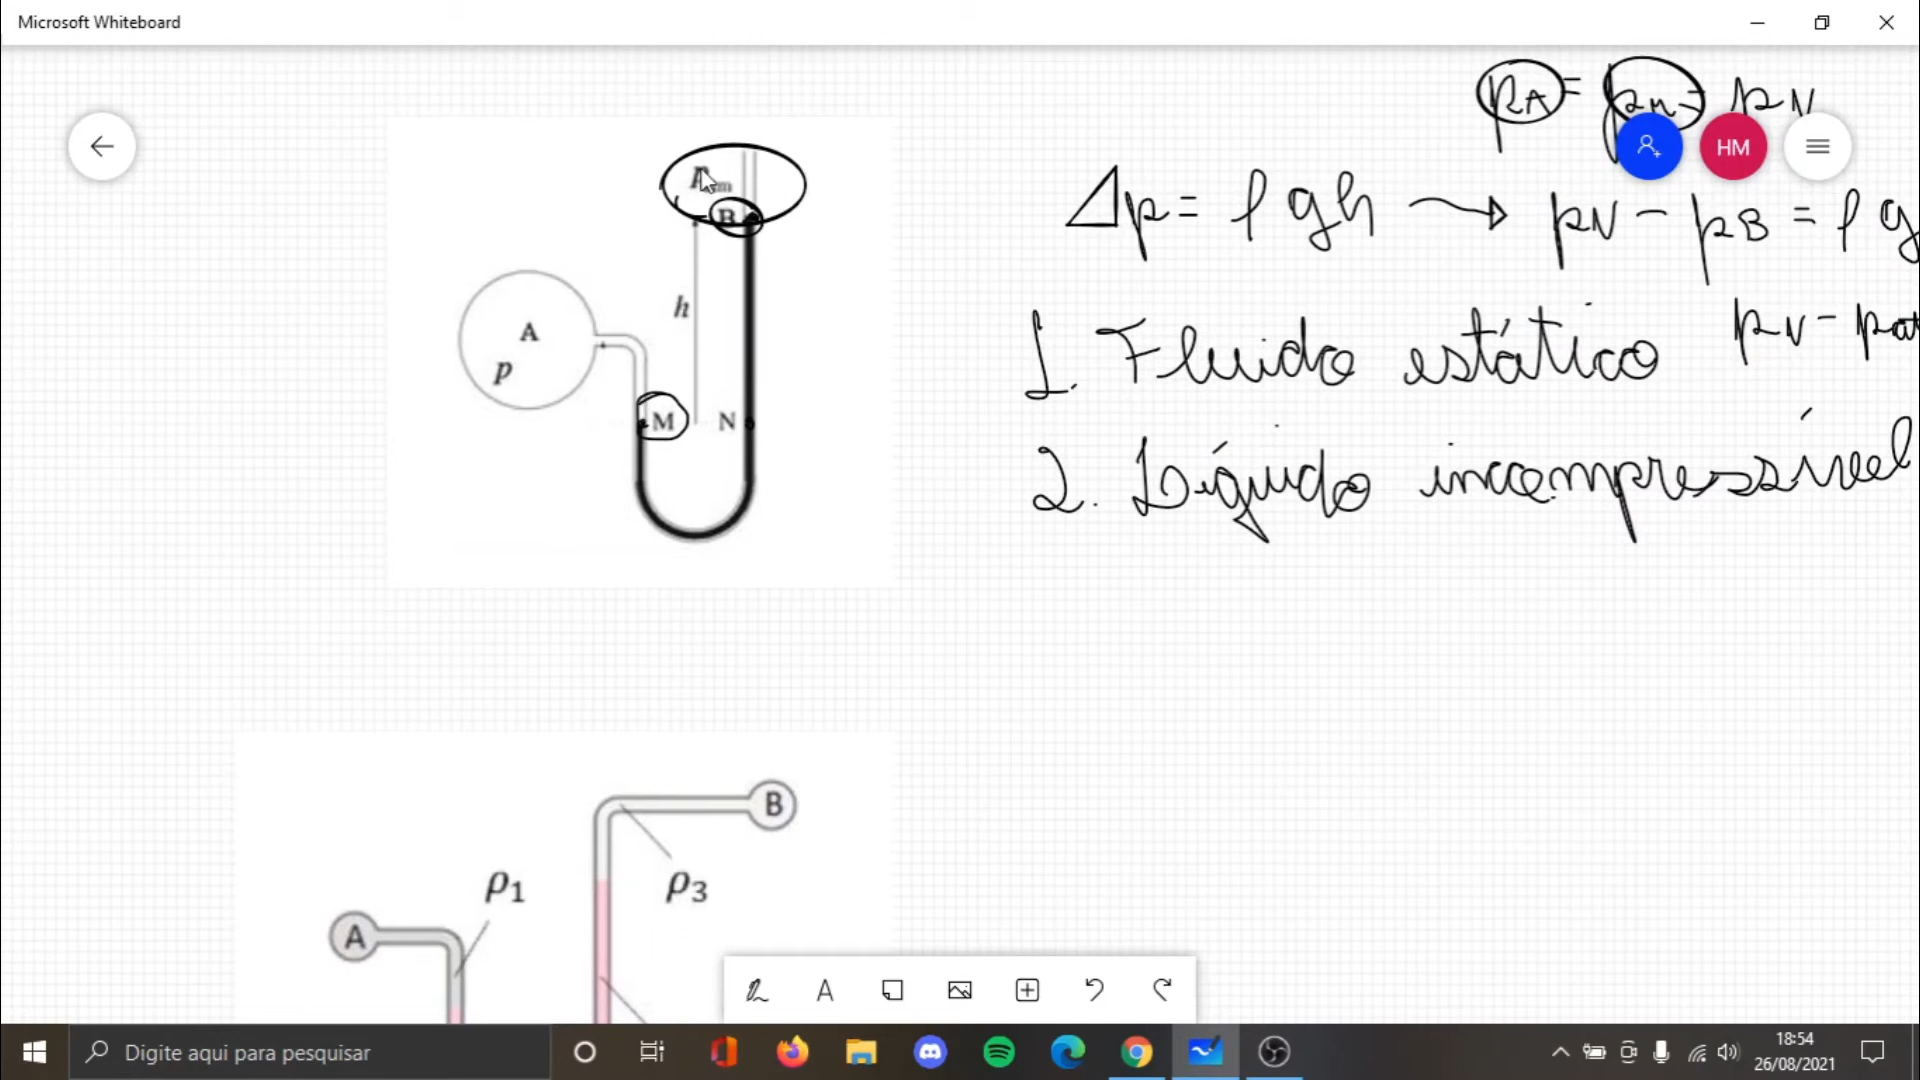 Microsoft Whiteboard
pA = pM = pN
HM
Δp = ρgh → pN - pB = ρg
1. Fluido estático
pN - pat
2. Líquido incompressível
B
h
A
p
M N
B
ρ1
ρ3
A
A
Digite aqui para pesquisar
18:54
26/08/2021